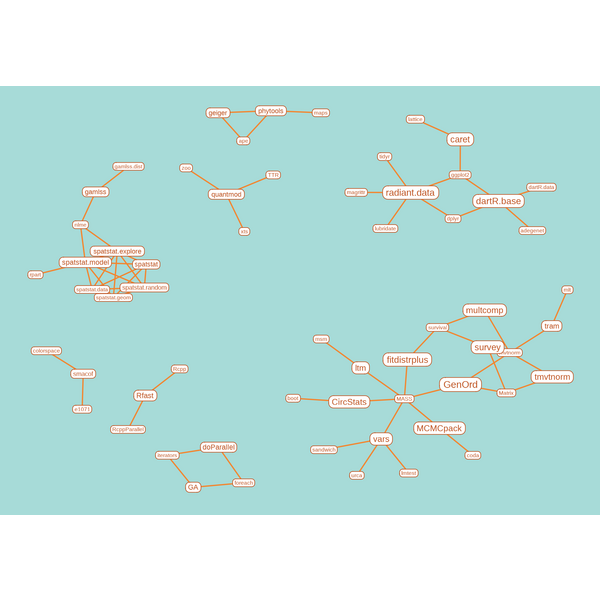 geiger
phytools
maps
ape
lattice
caret
tidyr
ggplot2
magrittr
radiant.data
dartR.base
dartR.data
dplyr
lubridate
adegenet
gamlss.dist
gamlss
nlme
zoo
TTR
quantmod
xts
spatstat.explore
spatstat.model
spatstat
rpart
spatstat.data
spatstat.random
spatstat.geom
mlt
multcomp
survival
tram
survey
mvtnorm
fitdistrplus
ltm
msm
GenOrd
tmvtnorm
Matrix
boot
CircStats
MASS
MCMCpack
vars
sandwich
coda
urca
lmtest
colorspace
smacof
e1071
Rcpp
Rfast
RcppParallel
iterators
doParallel
GA
foreach